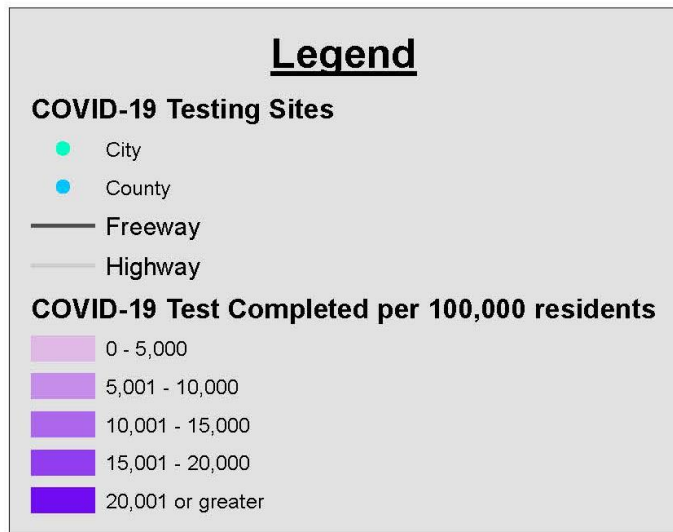 Legend
COVID-19 Testing Sites
City
County
Freeway
Highway
COVID-19 Test Completed per 100,000 residents
0 - 5,000
5,001 - 10,000
10,001 - 15,000
15,001 - 20,000
20,001 or greater